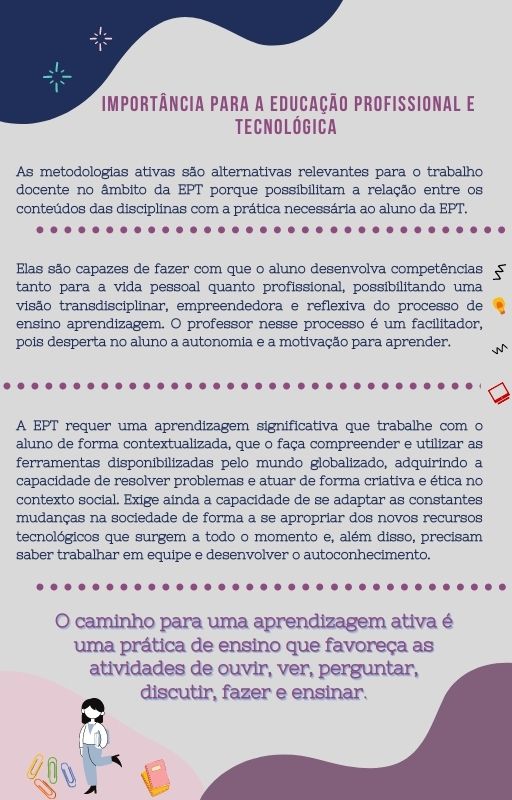 IMPORTÂNCIA PARA A EDUCAÇÃO PROFISSIONAL E
TECNOLÓGICA
As metodologias ativas são alternativas relevantes para o trabalho
docente no âmbito da EPT porque possibilitam a relação entre os
conteúdos das disciplinas com a prática necessária ao aluno da EPT.
Elas são capazes de fazer com que o aluno desenvolva competências
tanto para a vida pessoal quanto profissional, possibilitando uma
visão transdisciplinar, empreendedora e reflexiva do processo de
ensino aprendizagem. O professor nesse processo é um facilitador,
pois desperta no aluno a autonomia e a motivação para aprender.
A EPT requer uma aprendizagem significativa que trabalhe com o
aluno de forma contextualizada, que o faça compreender e utilizar as
ferramentas disponibilizadas pelo mundo globalizado, adquirindo a
capacidade de resolver problemas e atuar de forma criativa e ética no
contexto social. Exige ainda a capacidade de se adaptar as constantes
mudanças na sociedade de forma a se apropriar dos novos recursos
tecnológicos que surgem a todo o momento e, além disso, precisam
saber trabalhar em equipe e desenvolver o autoconhecimento.
O caminho para uma aprendizagem ativa é
uma prática de ensino que favoreça as
atividades de ouvir, ver, perguntar,
discutir, fazer e ensinar.